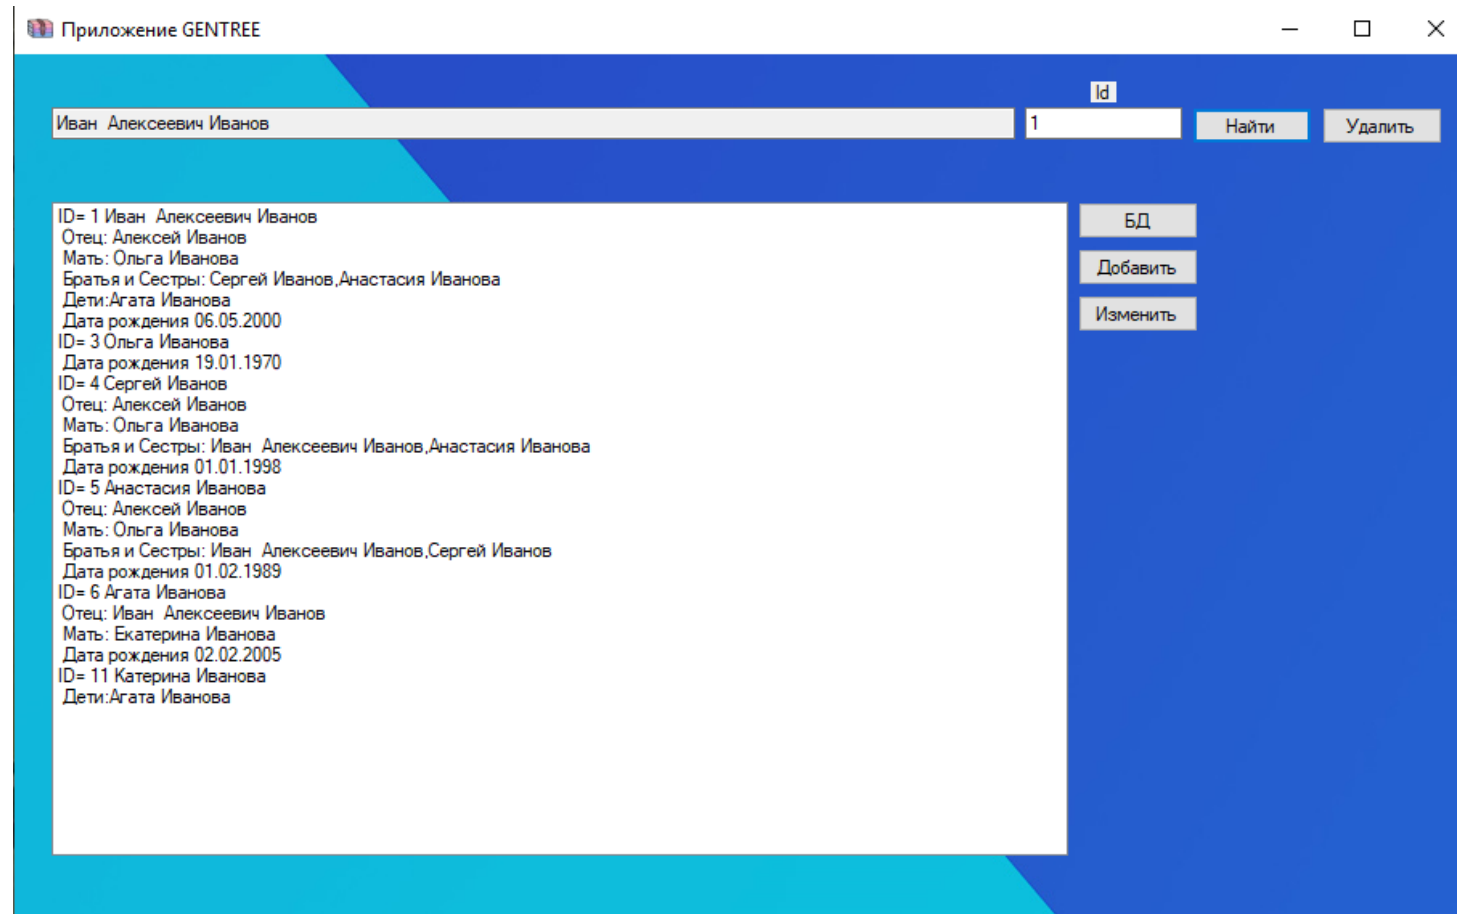 Приложение GENTREE
Id
Иван  Алексеевич Иванов
1
Найти
Удалить
ID= 1 Иван  Алексеевич Иванов
Отец: Алексей Иванов
Мать: Ольга Иванова
Братья и Сестры: Сергей Иванов,Анастасия Иванова
Дети:Агата Иванова
Дата рождения 06.05.2000
ID= 3 Ольга Иванова
Дата рождения 19.01.1970
ID= 4 Сергей Иванов
Отец: Алексей Иванов
Мать: Ольга Иванова
Братья и Сестры: Иван  Алексеевич Иванов,Анастасия Иванова
Дата рождения 01.01.1998
ID= 5 Анастасия Иванова
Отец: Алексей Иванов
Мать: Ольга Иванова
Братья и Сестры: Иван  Алексеевич Иванов,Сергей Иванов
Дата рождения 01.02.1989
ID= 6 Агата Иванова
Отец: Иван  Алексеевич Иванов
Мать: Екатерина Иванова
Дата рождения 02.02.2005
ID= 11 Катерина Иванова
Дети:Агата Иванова
БД
Добавить
Изменить